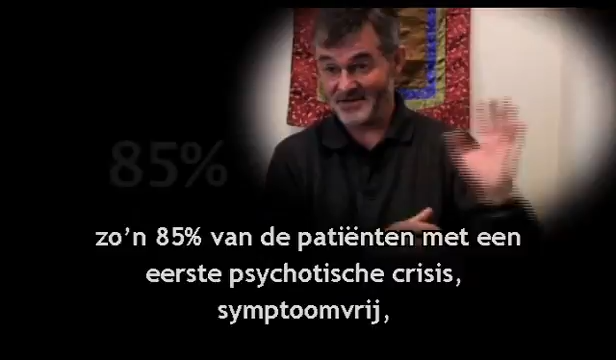 85%
zo'n 85% van de patiënten met een
eerste psychotische crisis,
symptoomvrij,